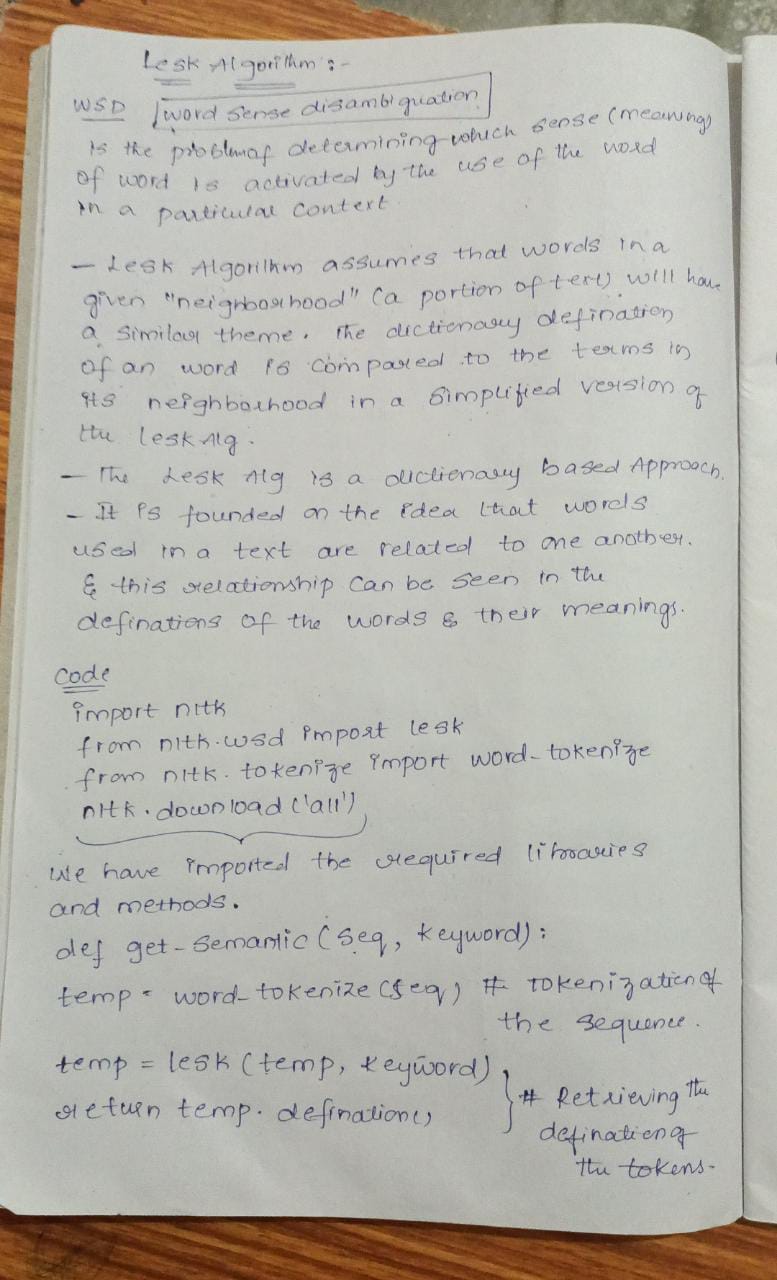 Lesk Algorithm :-
WSD word sense disambiguation
is the problem of determining which sense (meaning)
of word is activated by the use of the word
in a particular context
- Lesk Algorithm assumes that words in a
given "neighborhood" (a portion of text) will have
a similar theme. The dictionary defination
of an word is compared to the terms in
its neighborhood in a simplified version of
the lesk Alg.
- The Lesk Alg is a dictionary based Approach.
- It is founded on the idea that words
used in a text are related to one another.
& this relationship can be seen in the
definations of the words & their meanings.
Code
import nltk
from nltk.wsd import lesk
from nltk.tokenize import word_tokenize
nltk.download('all')
We have imported the required libraries
and methods.
def get_semantic (seq, keyword):
temp = word_tokenize(seq) # Tokenization of
the sequence.
temp = lesk (temp, keyword)
return temp.defination() # Retrieving the
defination of
the tokens.